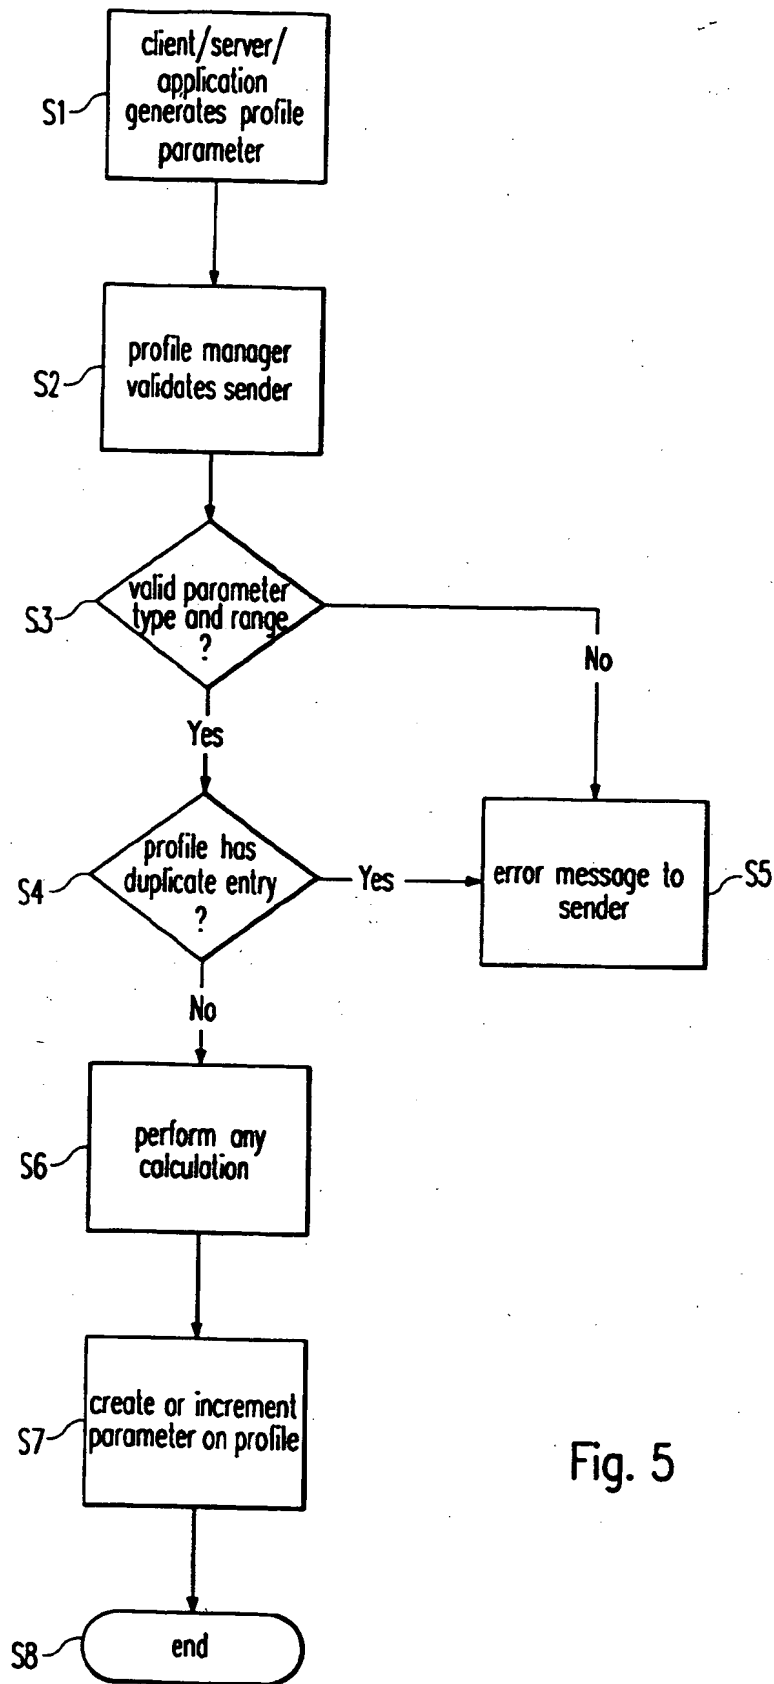 client/server/
application
generates profile
parameter
S1
profile manager
validates sender
S2
valid parameter
type and range
?
S3
No
Yes
profile has
duplicate entry
?
S4
Yes
error message to
sender
S5
No
perform any
calculation
S6
create or increment
parameter on profile
S7
Fig. 5
end
S8